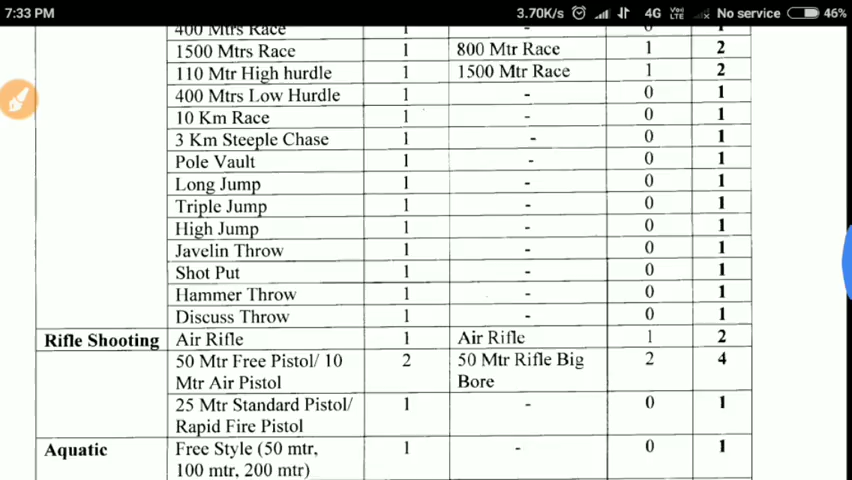 7:33 PM 3.70K/s 4G VoLTE No service 46%
400 Mtrs Race 1 - 0 1
1500 Mtrs Race 1 800 Mtr Race 1 2
110 Mtr High hurdle 1 1500 Mtr Race 1 2
400 Mtrs Low Hurdle 1 - 0 1
10 Km Race 1 - 0 1
3 Km Steeple Chase 1 - 0 1
Pole Vault 1 - 0 1
Long Jump 1 - 0 1
Triple Jump 1 - 0 1
High Jump 1 - 0 1
Javelin Throw 1 - 0 1
Shot Put 1 - 0 1
Hammer Throw 1 - 0 1
Discuss Throw 1 - 0 1
Rifle Shooting Air Rifle 1 Air Rifle 1 2
50 Mtr Free Pistol/ 10 2 50 Mtr Rifle Big 2 4
Mtr Air Pistol Bore
25 Mtr Standard Pistol/ 1 - 0 1
Rapid Fire Pistol
Aquatic Free Style (50 mtr, 1 - 0 1
100 mtr, 200 mtr)